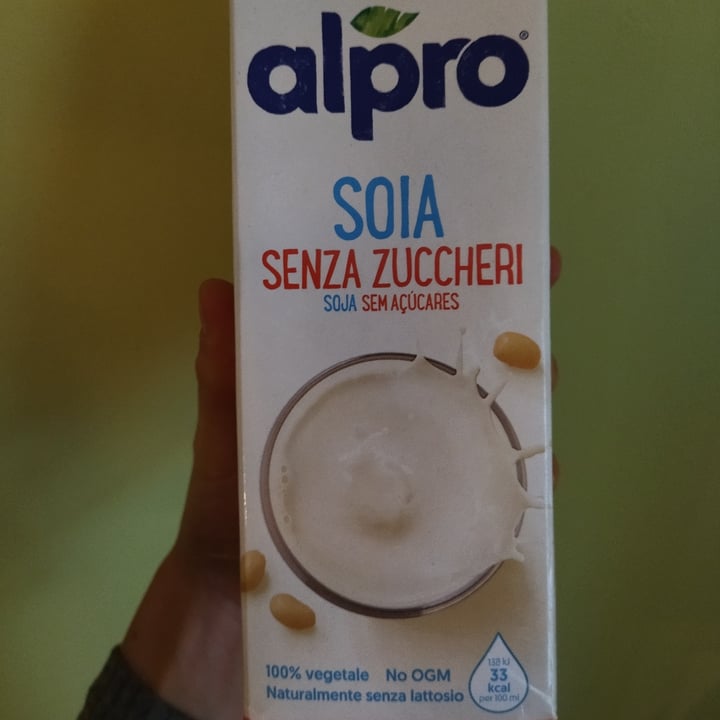 alpro®
SOIA
SENZA ZUCCHERI
SOJA SEM AÇÚCARES
100% vegetale No OGM
Naturalmente senza lattosio
138 kJ
33
kcal
per 100 ml